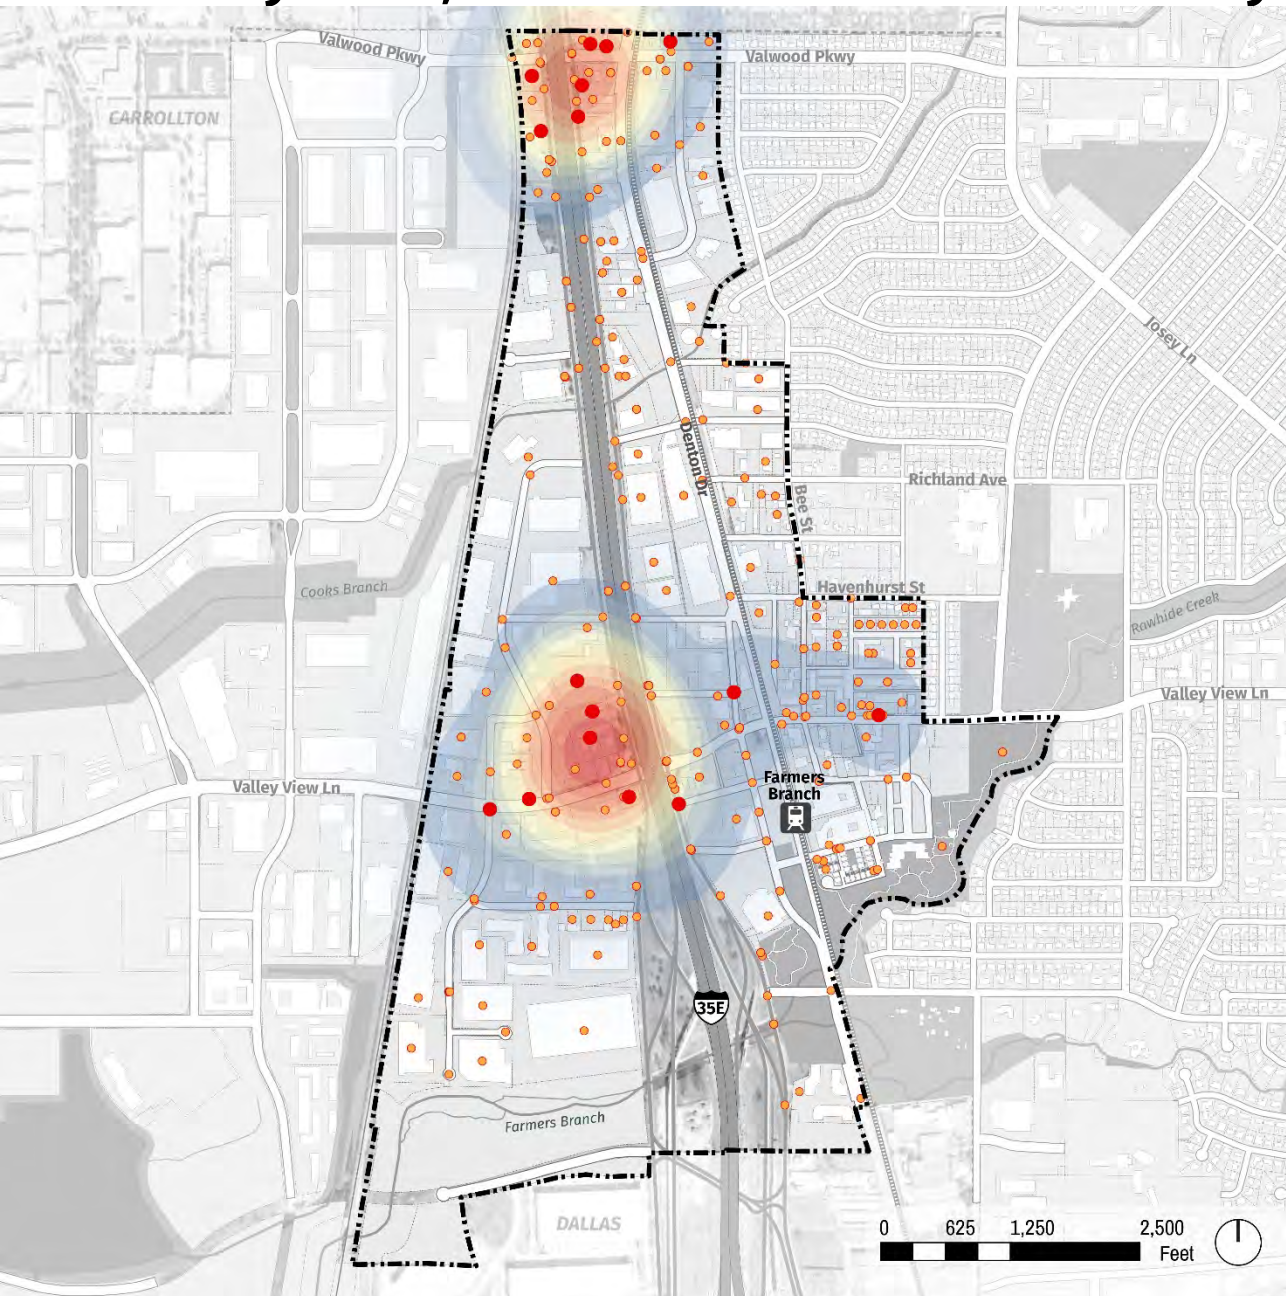 Valwood Pkwy
Valwood Pkwy
CARROLLTON
Josey Ln
Denton Dr
Richland Ave
Bee St
Cooks Branch
Havenhurst St
Rawhide Creek
Valley View Ln
Valley View Ln
Farmers
Branch
35E
Farmers Branch
DALLAS
0 625 1,250 2,500
Feet